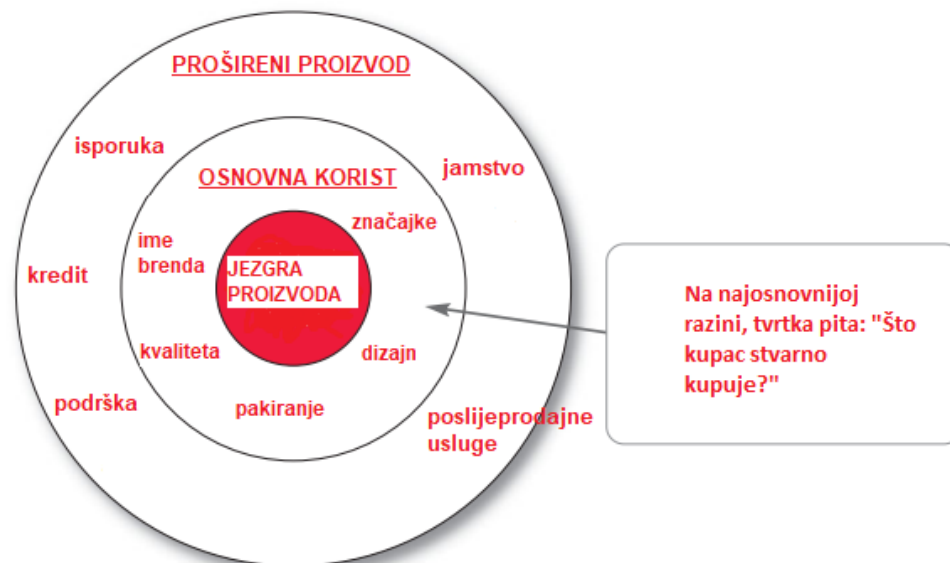 PROŠIRENI PROIZVOD
isporuka
jamstvo
OSNOVNA KORIST
značajke
ime
brenda
kredit
JEZGRA
PROIZVODA
kvaliteta
dizajn
podrška
pakiranje
poslijeprodajne
usluge
Na najosnovnijoj
razini, tvrtka pita: "Što
kupac stvarno
kupuje?"